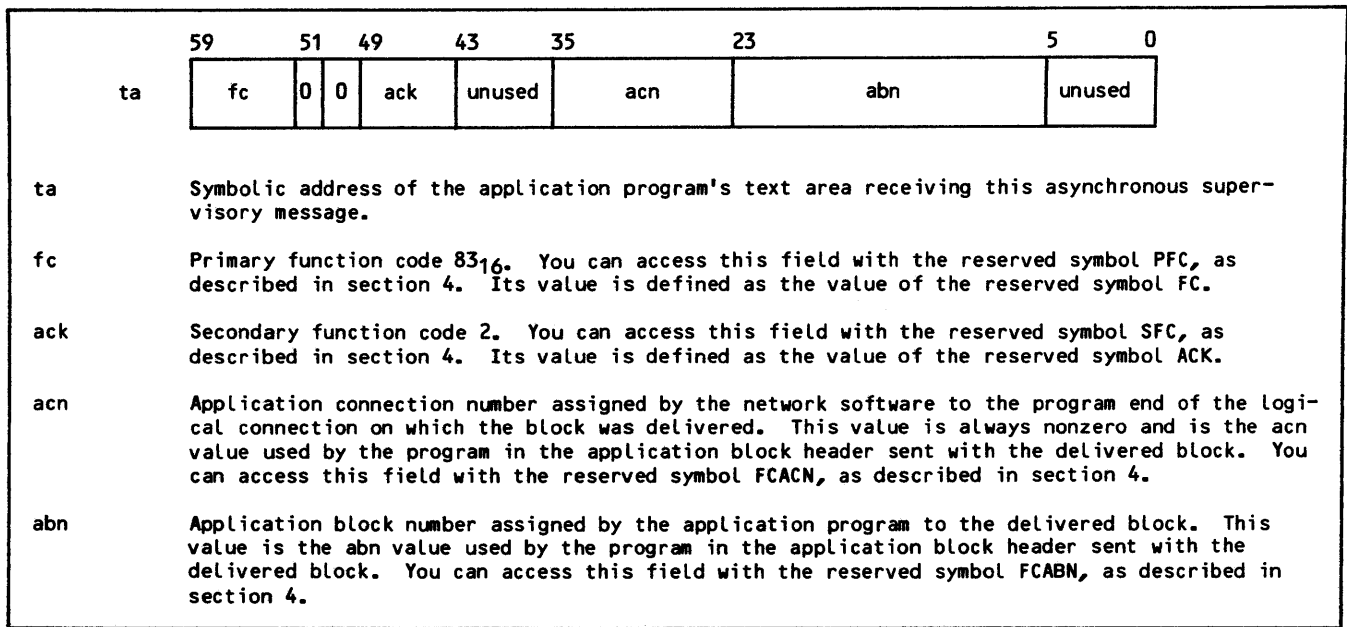 59 51 49 43 35 23 5 0
ta fc 0 0 ack unused acn abn unused
ta Symbolic address of the application program's text area receiving this asynchronous super-
visory message.
fc Primary function code 83₁₆. You can access this field with the reserved symbol PFC, as
described in section 4. Its value is defined as the value of the reserved symbol FC.
ack Secondary function code 2. You can access this field with the reserved symbol SFC, as
described in section 4. Its value is defined as the value of the reserved symbol ACK.
acn Application connection number assigned by the network software to the program end of the logi-
cal connection on which the block was delivered. This value is always nonzero and is the acn
value used by the program in the application block header sent with the delivered block. You
can access this field with the reserved symbol FCACN, as described in section 4.
abn Application block number assigned by the application program to the delivered block. This
value is the abn value used by the program in the application block header sent with the
delivered block. You can access this field with the reserved symbol FCABN, as described in
section 4.